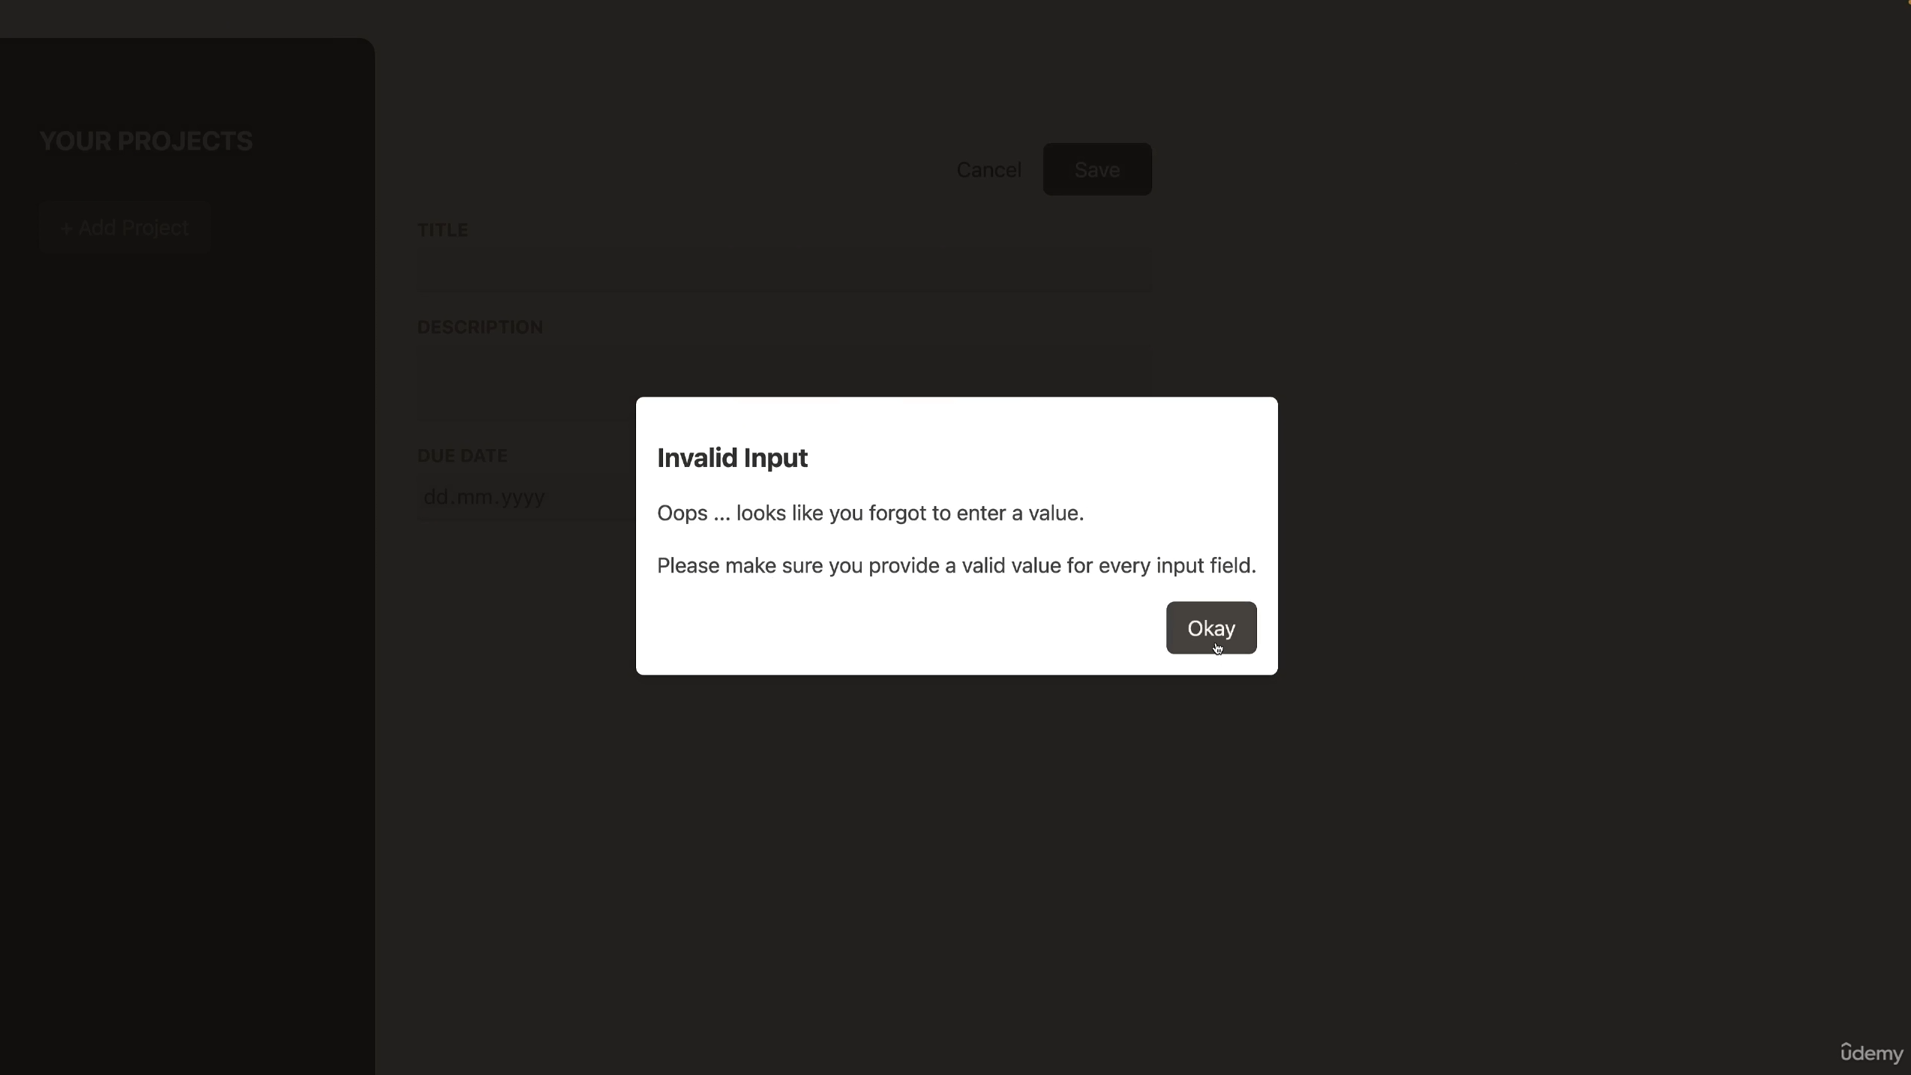 YOUR PROJECTS
+ Add Project
Cancel
Save
TITLE
DESCRIPTION
DUE DATE
dd.mm.yyyy
Invalid Input
Oops ... looks like you forgot to enter a value.
Please make sure you provide a valid value for every input field.
Okay
ûdemy